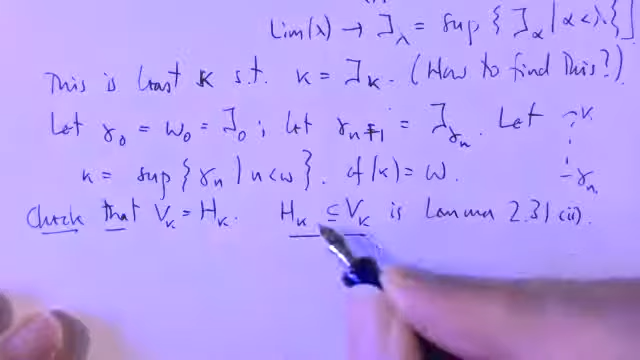 Lim(λ) → ℶ_λ = sup{ℶ_α | α<λ}]
This is least κ s.t. κ = ℶ_κ. (How to find This?)
Let γ_0 = ω_0 = ℶ_0; let γ_{n+1} = ℶ_{γ_n}. Let
κ = sup{γ_n | n<ω}. cf(κ) = ω.
κ
γ_n
Check that V_κ = H_κ. H_κ ⊆ V_κ is Lemma 2.31 (ii).